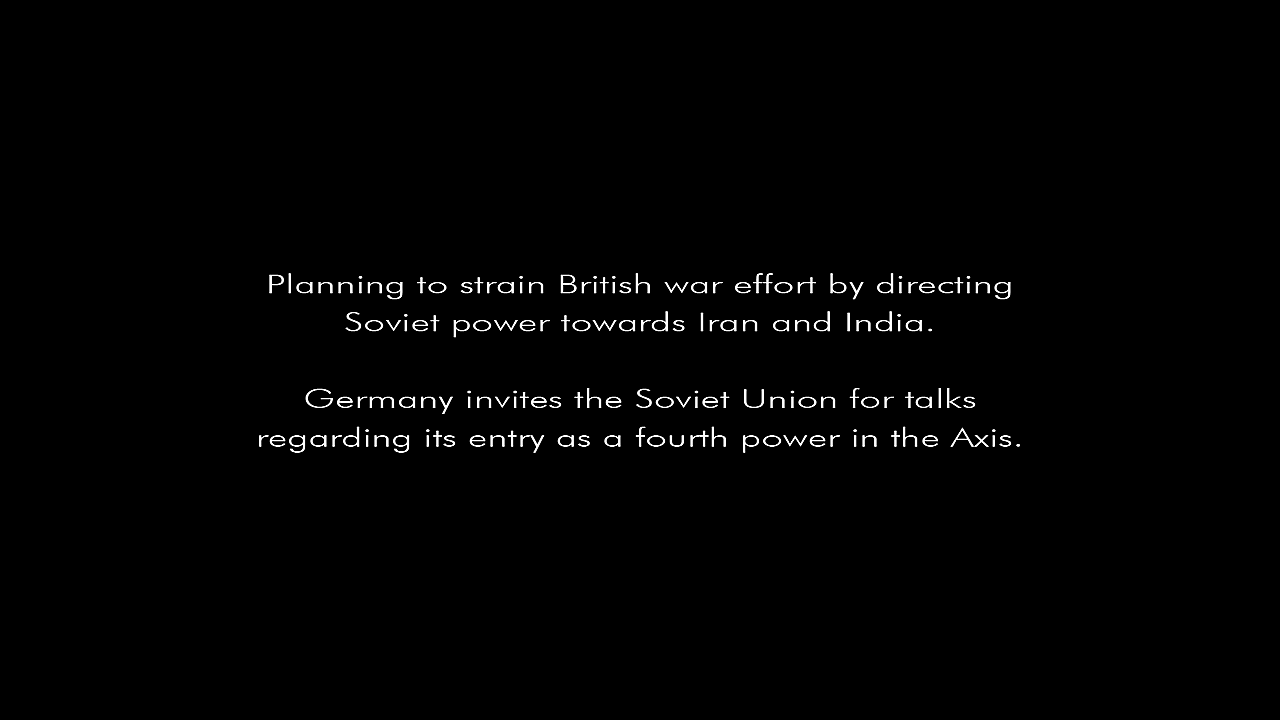 Planning to strain British war effort by directing
Soviet power towards Iran and India.
Germany invites the Soviet Union for talks
regarding its entry as a fourth power in the Axis.